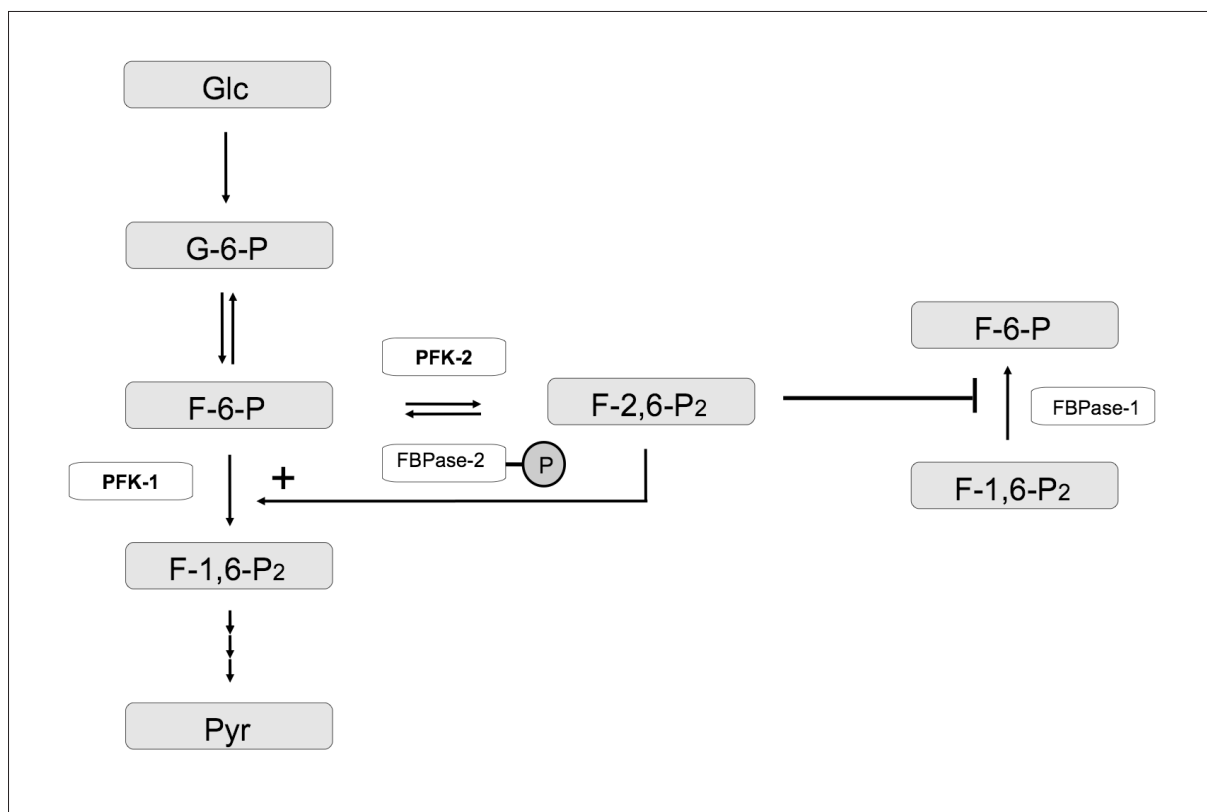 Glc
G-6-P
F-6-P
PFK-2
F-6-P
F-2,6-P2
FBPase-1
FBPase-2
P
PFK-1
+
F-1,6-P2
F-1,6-P2
Pyr